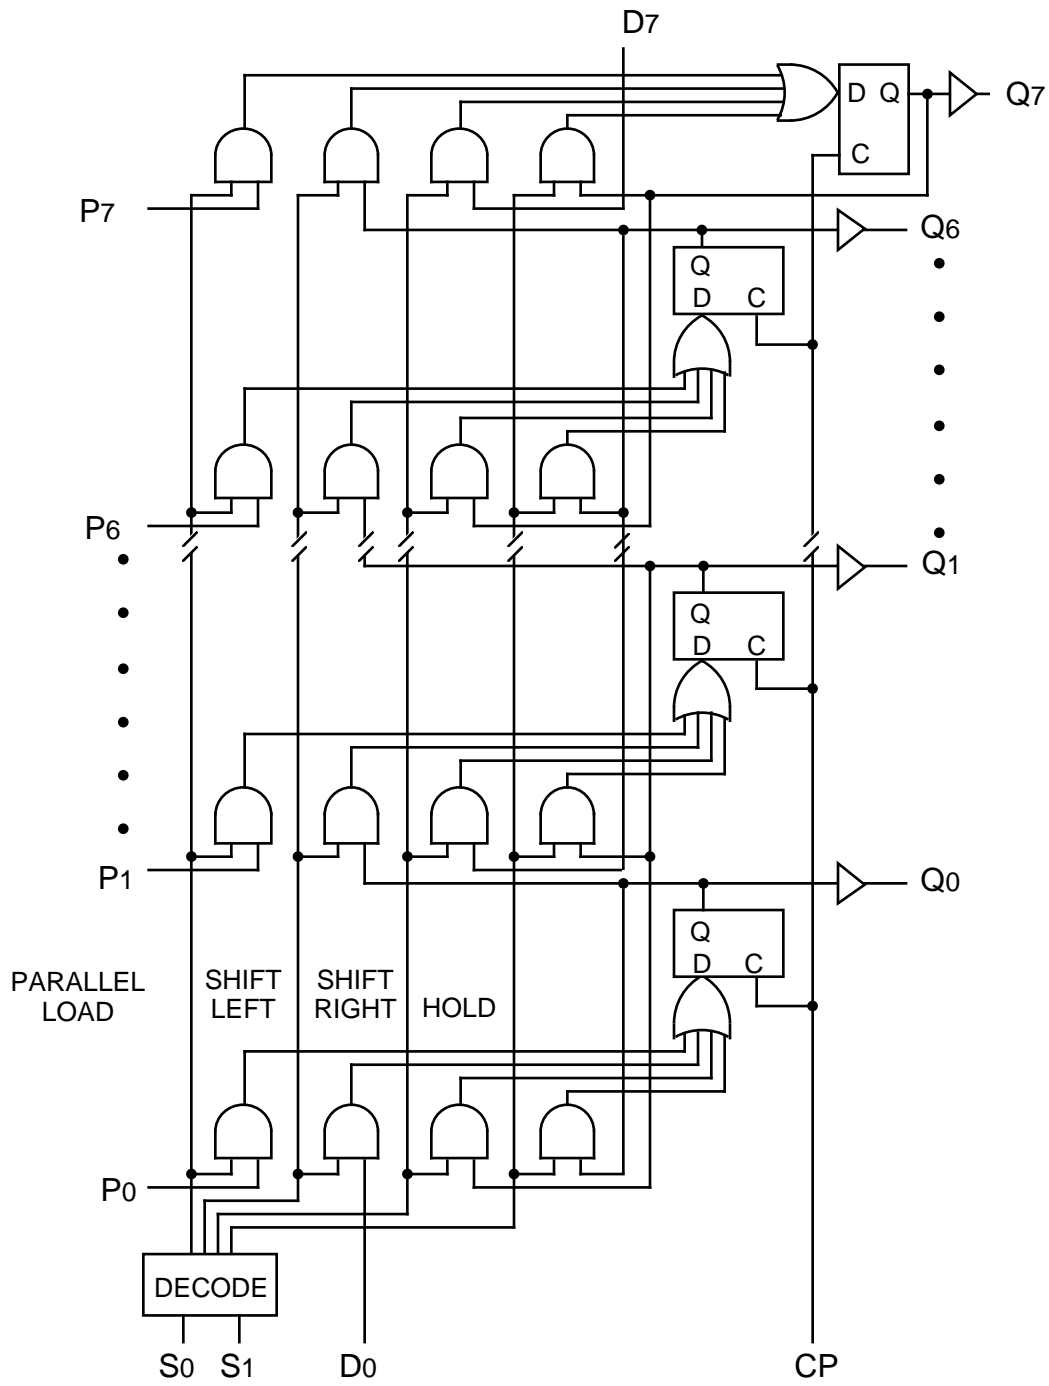 D7
D Q
Q7
C
P7
Q6
Q
D C
P6
Q1
Q
D C
P1
Q0
Q
D C
PARALLEL
LOAD
SHIFT
LEFT
SHIFT
RIGHT
HOLD
P0
DECODE
S0 S1 D0 CP